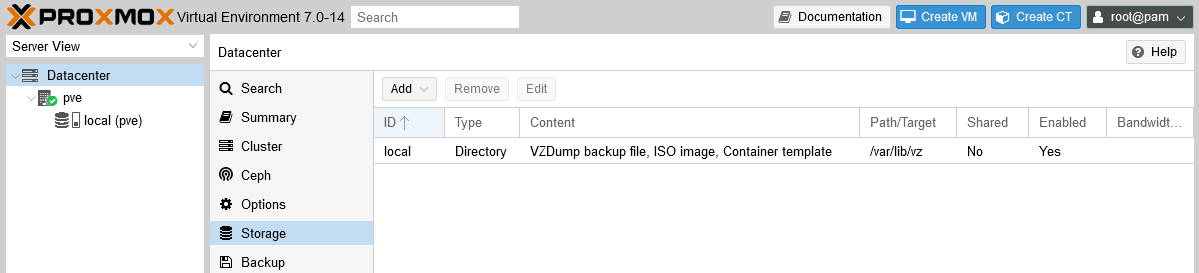 PROXMOX Virtual Environment 7.0-14 Search Documentation Create VM Create CT root@pam
Server View
Datacenter
pve
local (pve)
Datacenter Help
Search
Summary
Cluster
Ceph
Options
Storage
Backup
Add Remove Edit
ID Type Content Path/Target Shared Enabled Bandwidt...
local Directory VZDump backup file, ISO image, Container template /var/lib/vz No Yes